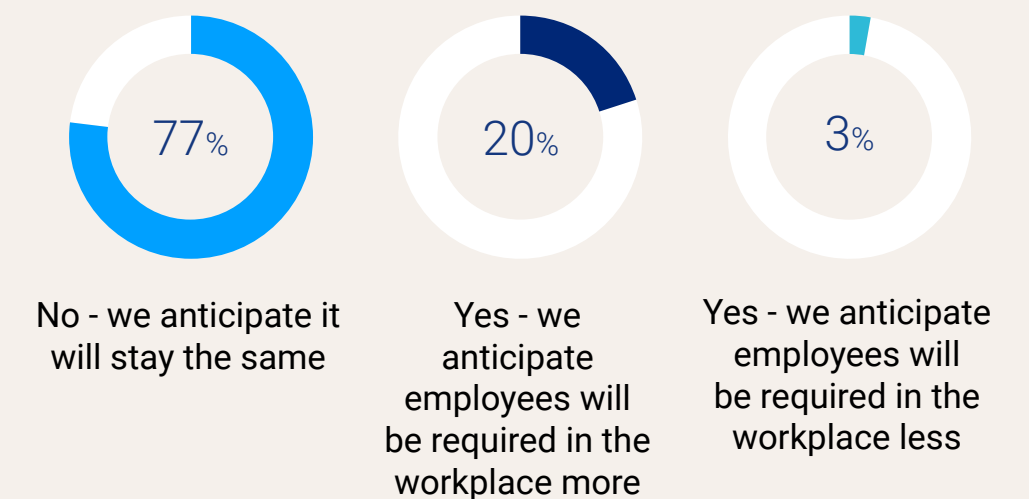 77%
20%
3%
No - we anticipate it
will stay the same
Yes - we
anticipate
employees will
be required in the
workplace more
Yes - we anticipate
employees will
be required in the
workplace less